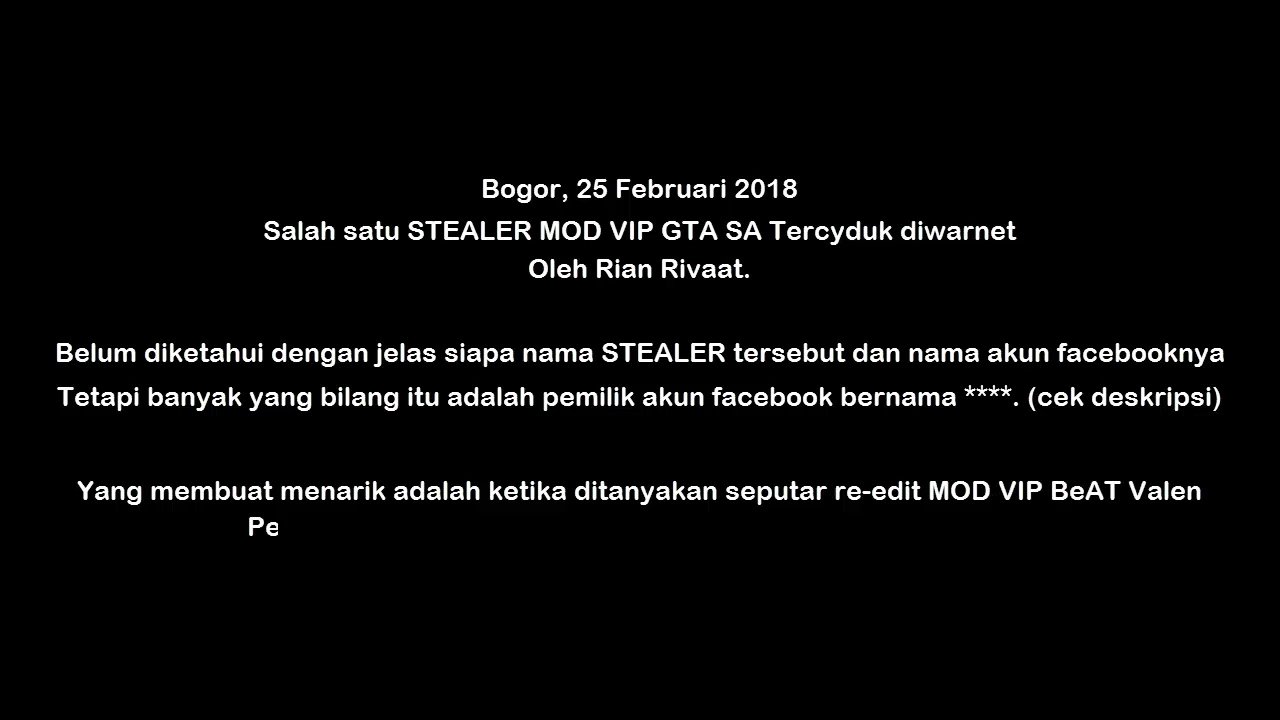 Bogor, 25 Februari 2018
Salah satu STEALER MOD VIP GTA SA Tercyduk diwarnet
Oleh Rian Rivaat.
Belum diketahui dengan jelas siapa nama STEALER tersebut dan nama akun facebooknya
Tetapi banyak yang bilang itu adalah pemilik akun facebook bernama ****. (cek deskripsi)
Yang membuat menarik adalah ketika ditanyakan seputar re-edit MOD VIP BeAT Valen
Pe